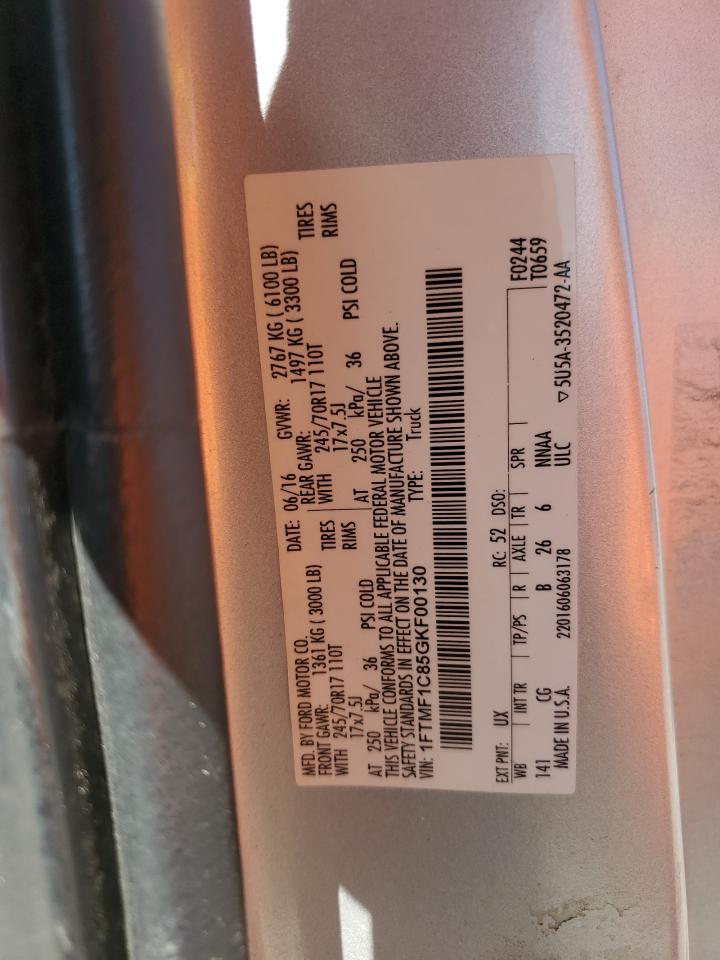 MFD. BY FORD MOTOR CO. DATE: 06/16 GVWR: 2767 KG ( 6100 LB)
FRONT GAWR: 1361 KG ( 3000 LB) REAR GAWR: 1497 KG ( 3300 LB)
WITH 245/70R17 110T TIRES WITH 245/70R17 110T TIRES
17x7.5J RIMS 17x7.5J RIMS
AT 250 kPa/ 36 PSI COLD AT 250 kPa/ 36 PSI COLD
THIS VEHICLE CONFORMS TO ALL APPLICABLE FEDERAL MOTOR VEHICLE
SAFETY STANDARDS IN EFFECT ON THE DATE OF MANUFACTURE SHOWN ABOVE.
VIN: 1FTMF1C85GKF00130 TYPE: Truck
EXT PNT: UX RC: 52 DSO: F0244
WB INT TR TP/PS R AXLE TR SPR T0659
141 CG B 26 6 NNAA
MADE IN U.S.A. 2201606063178 ULC ▽5U5A-3520472-AA